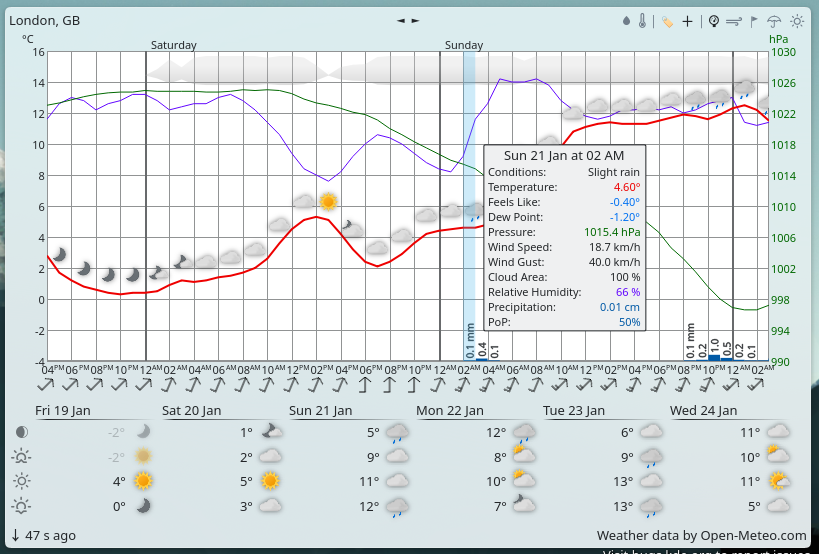 London, GB
°C
Saturday
Sunday
hPa
16
1030
14
1026
12
1022
10
1018
8
1014
6
1010
4
1006
2
1002
0
998
-2
994
-4
990
Sun 21 Jan at 02 AM
Conditions: Slight rain
Temperature: 4.60°
Feels Like: -0.40°
Dew Point: -1.20°
Pressure: 1015.4 hPa
Wind Speed: 18.7 km/h
Wind Gust: 40.0 km/h
Cloud Area: 100 %
Relative Humidity: 66 %
Precipitation: 0.01 cm
PoP: 50%
0.1 mm
0.4
0.1
0.1 mm
0.2
1.0
0.5
0.2
0.1
04PM 06PM 08PM 10PM 12AM 02AM 04AM 06AM 08AM 10AM 12PM 02PM 04PM 06PM 08PM 10PM 12AM 02AM 04AM 06AM 08AM 10AM 12PM 02PM 04PM 06PM 08PM 10PM 12AM 02AM
Fri 19 Jan Sat 20 Jan Sun 21 Jan Mon 22 Jan Tue 23 Jan Wed 24 Jan
-2° 1° 5° 12° 6° 11°
-2° 2° 9° 8° 9° 10°
4° 5° 11° 10° 13° 11°
0° 3° 12° 7° 13° 5°
47 s ago
Weather data by Open-Meteo.com